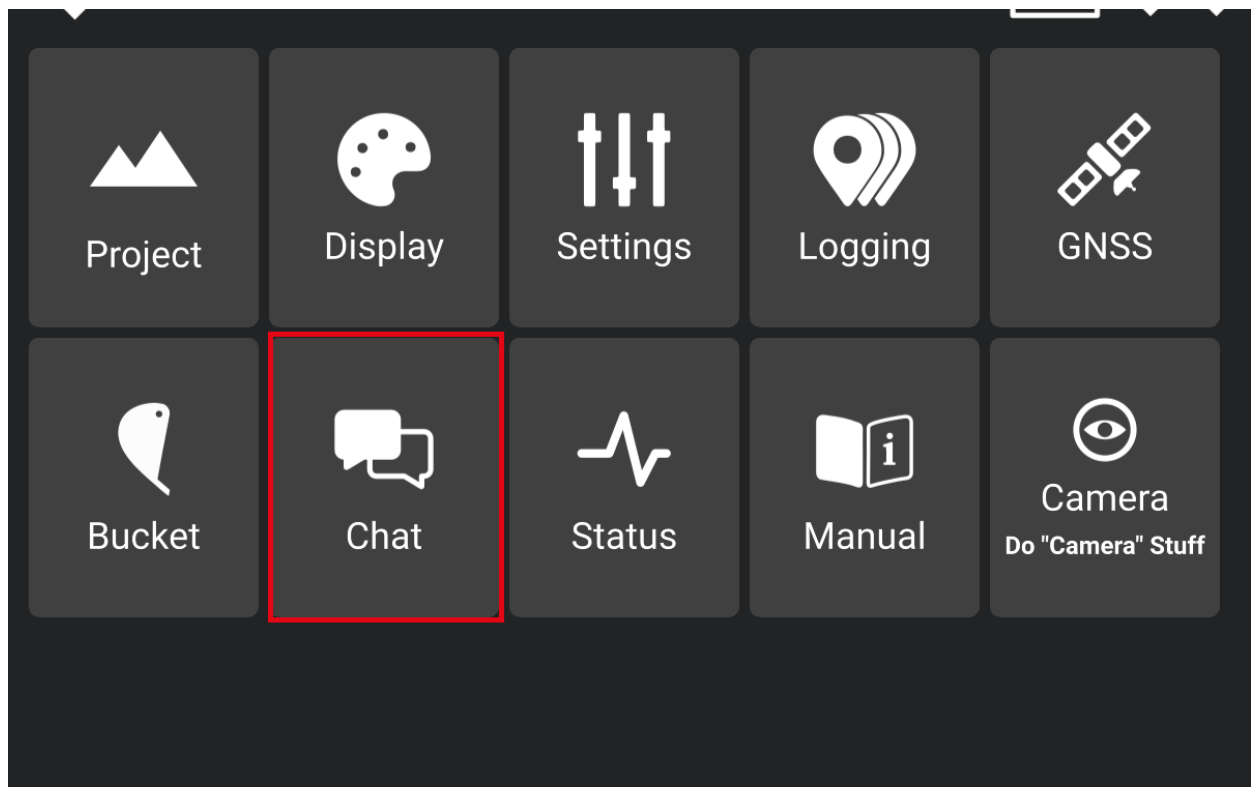 Project
Display
Settings
Logging
GNSS
Bucket
Chat
Status
i
Manual
Camera
Do "Camera" Stuff